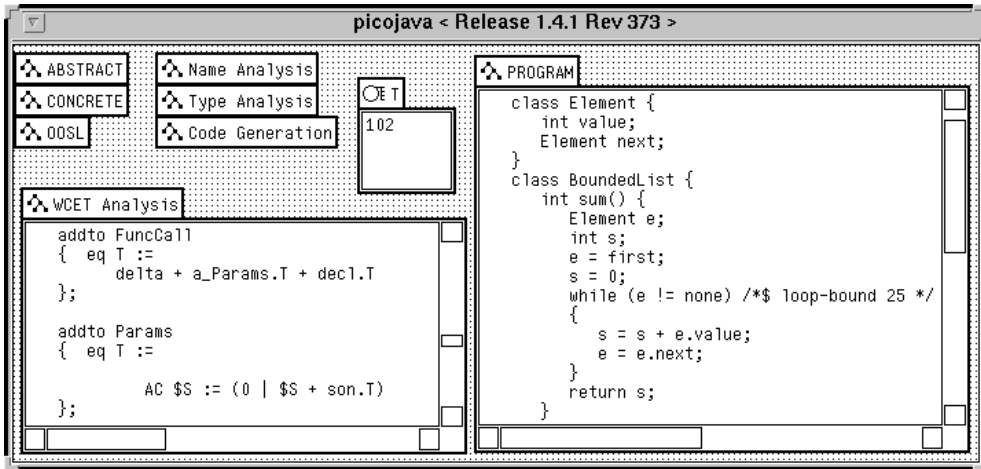 picojava < Release 1.4.1 Rev 373 >
ABSTRACT
CONCRETE
OOSL
Name Analysis
Type Analysis
Code Generation
E T
102
WCET Analysis
addto FuncCall
{ eq T :=
delta + a_Params.T + decl.T
};
addto Params
{ eq T :=
AC $S := (0 | $S + son.T)
};
PROGRAM
class Element {
int value;
Element next;
}
class BoundedList {
int sum() {
Element e;
int s;
e = first;
s = 0;
while (e != none) /*$ loop-bound 25 */
{
s = s + e.value;
e = e.next;
}
return s;
}